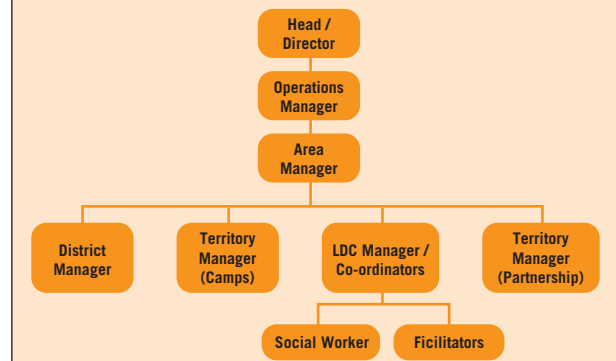 Head /
Director
Operations
Manager
Area
Manager
District
Manager
Territory
Manager
(Camps)
LDC Manager /
Co-ordinators
Territory
Manager
(Partnership)
Social Worker
Ficilitators